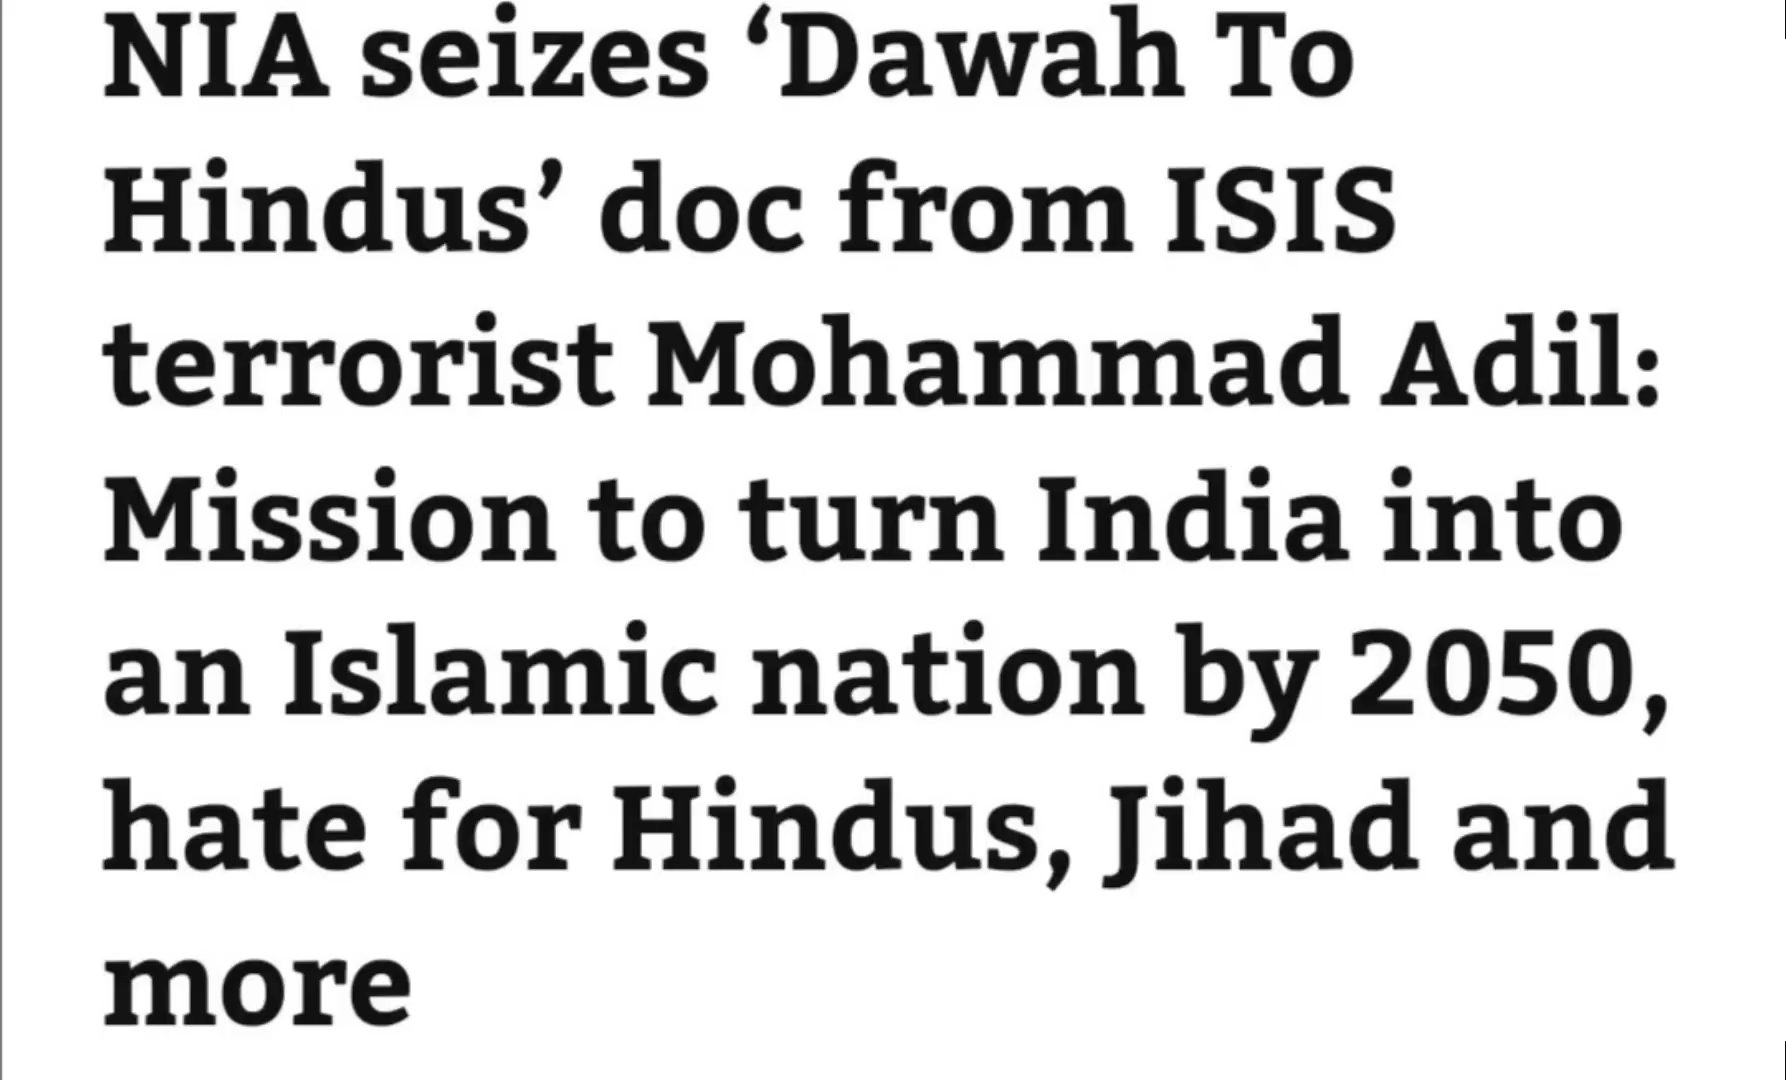 NIA seizes ‘Dawah To
Hindus’ doc from ISIS
terrorist Mohammad Adil:
Mission to turn India into
an Islamic nation by 2050,
hate for Hindus, Jihad and
more